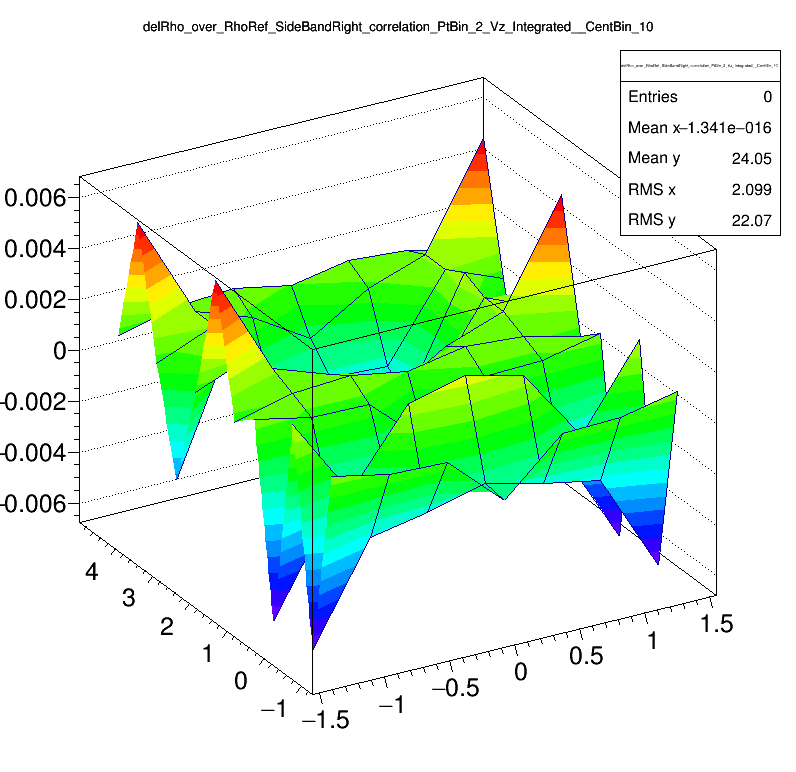 delRho_over_RhoRef_SideBandRight_correlation_PtBin_2_Vz_Integrated__CentBin_10
delRho_over_RhoRef_SideBandRight_correlation_PtBin_2_Vz_Integrated__CentBin_10
Entries 0
Mean x −1.341e−016
Mean y 24.05
RMS x 2.099
RMS y 22.07
0.006
0.004
0.002
0
−0.002
−0.004
−0.006
4
3
2
1
0
−1
−1.5
−1
−0.5
0
0.5
1
1.5